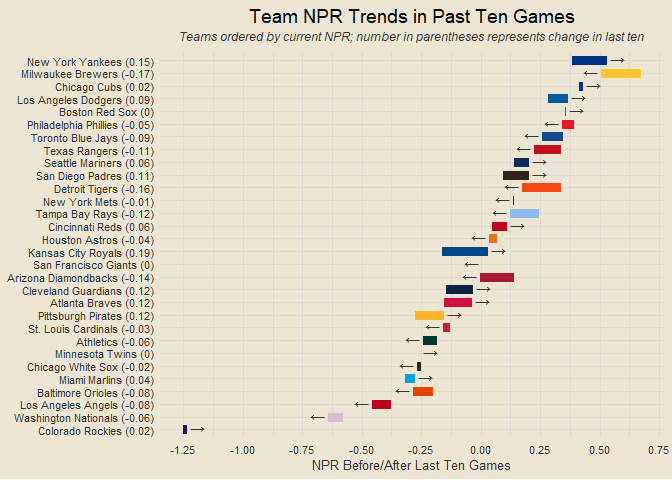 Team NPR Trends in Past Ten Games
Teams ordered by current NPR; number in parentheses represents change in last ten
New York Yankees (0.15)
Milwaukee Brewers (-0.17)
Chicago Cubs (0.02)
Los Angeles Dodgers (0.09)
Boston Red Sox (0)
Philadelphia Phillies (-0.05)
Toronto Blue Jays (-0.09)
Texas Rangers (-0.11)
Seattle Mariners (0.06)
San Diego Padres (0.11)
Detroit Tigers (-0.16)
New York Mets (-0.01)
Tampa Bay Rays (-0.12)
Cincinnati Reds (0.06)
Houston Astros (-0.04)
Kansas City Royals (0.19)
San Francisco Giants (0)
Arizona Diamondbacks (-0.14)
Cleveland Guardians (0.12)
Atlanta Braves (0.12)
Pittsburgh Pirates (0.12)
St. Louis Cardinals (-0.03)
Athletics (-0.06)
Minnesota Twins (0)
Chicago White Sox (-0.02)
Miami Marlins (0.04)
Baltimore Orioles (-0.08)
Los Angeles Angels (-0.08)
Washington Nationals (-0.06)
Colorado Rockies (0.02)
-1.25 -1.00 -0.75 -0.50 -0.25 0.00 0.25 0.50 0.75
NPR Before/After Last Ten Games